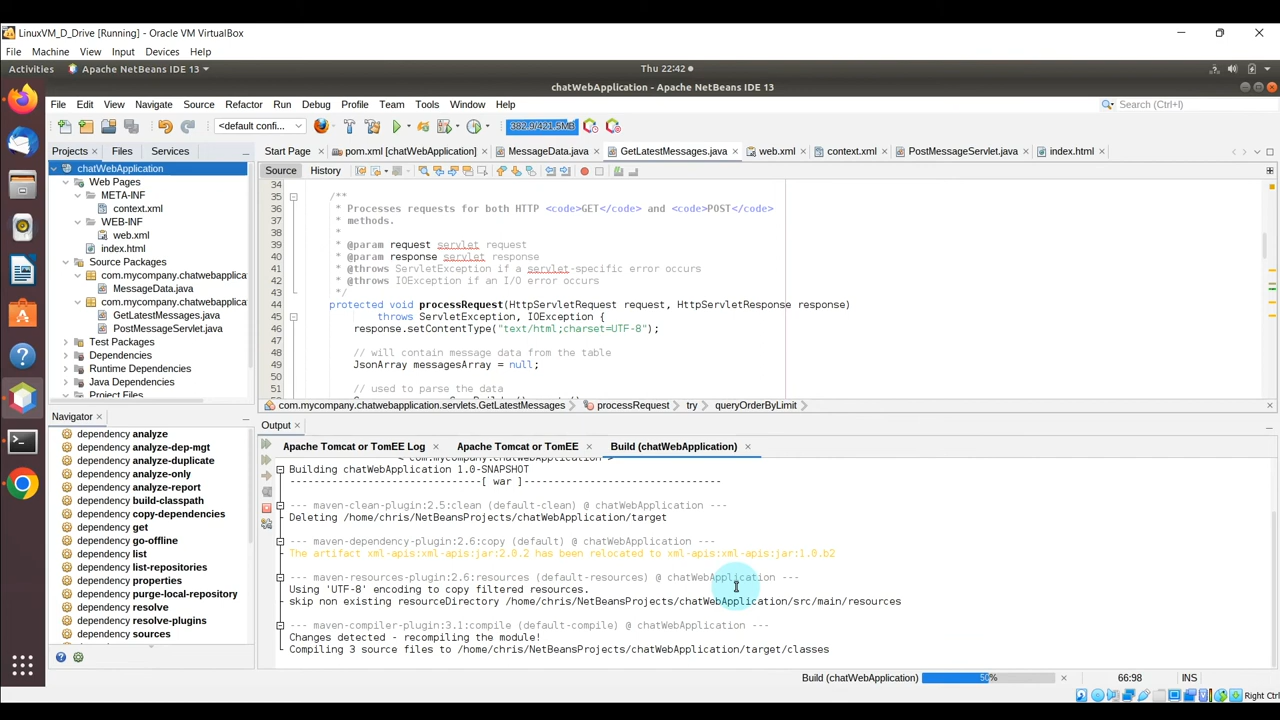 LinuxVM_D_Drive [Running] - Oracle VM VirtualBox
File Machine View Input Devices Help
Activities Apache NetBeans IDE 13 Thu 22:42
chatWebApplication - Apache NetBeans IDE 13
File Edit View Navigate Source Refactor Run Debug Profile Team Tools Window Help Search (Ctrl+I)
<default confi... 382.9/421.5MB
Projects Files Services
Start Page pom.xml [chatWebApplication] MessageData.java GetLatestMessages.java web.xml context.xml PostMessageServlet.java index.html
Source History
chatWebApplication
Web Pages
META-INF
context.xml
WEB-INF
web.xml
index.html
Source Packages
com.mycompany.chatwebapplica
MessageData.java
com.mycompany.chatwebapplica
GetLatestMessages.java
PostMessageServlet.java
Test Packages
Dependencies
Runtime Dependencies
Java Dependencies
Project Files
34
35 /**
36 * Processes requests for both HTTP <code>GET</code> and <code>POST</code>
37 * methods.
38 *
39 * @param request servlet request
40 * @param response servlet response
41 * @throws ServletException if a servlet-specific error occurs
42 * @throws IOException if an I/O error occurs
43 */
44 protected void processRequest(HttpServletRequest request, HttpServletResponse response)
45 throws ServletException, IOException {
46 response.setContentType("text/html;charset=UTF-8");
47
48 // will contain message data from the table
49 JsonArray messagesArray = null;
50
51 // used to parse the data
com.mycompany.chatwebapplication.servlets.GetLatestMessages processRequest try queryOrderByLimit
Navigator
dependency analyze
dependency analyze-dep-mgt
dependency analyze-duplicate
dependency analyze-only
dependency analyze-report
dependency build-classpath
dependency copy-dependencies
dependency get
dependency go-offline
dependency list
dependency list-repositories
dependency properties
dependency purge-local-repository
dependency resolve
dependency resolve-plugins
dependency sources
Output
Apache Tomcat or TomEE Log Apache Tomcat or TomEE Build (chatWebApplication)
Building chatWebApplication 1.0-SNAPSHOT
--------------------------------[ war ]---------------------------------
--- maven-clean-plugin:2.5:clean (default-clean) @ chatWebApplication ---
Deleting /home/chris/NetBeansProjects/chatWebApplication/target
--- maven-dependency-plugin:2.6:copy (default) @ chatWebApplication ---
The artifact xml-apis:xml-apis:jar:2.0.2 has been relocated to xml-apis:xml-apis:jar:1.0.b2
--- maven-resources-plugin:2.6:resources (default-resources) @ chatWebApplication ---
Using 'UTF-8' encoding to copy filtered resources.
skip non existing resourceDirectory /home/chris/NetBeansProjects/chatWebApplication/src/main/resources
--- maven-compiler-plugin:3.1:compile (default-compile) @ chatWebApplication ---
Changes detected - recompiling the module!
Compiling 3 source files to /home/chris/NetBeansProjects/chatWebApplication/target/classes
Build (chatWebApplication) 66:98 INS
Right Ctrl